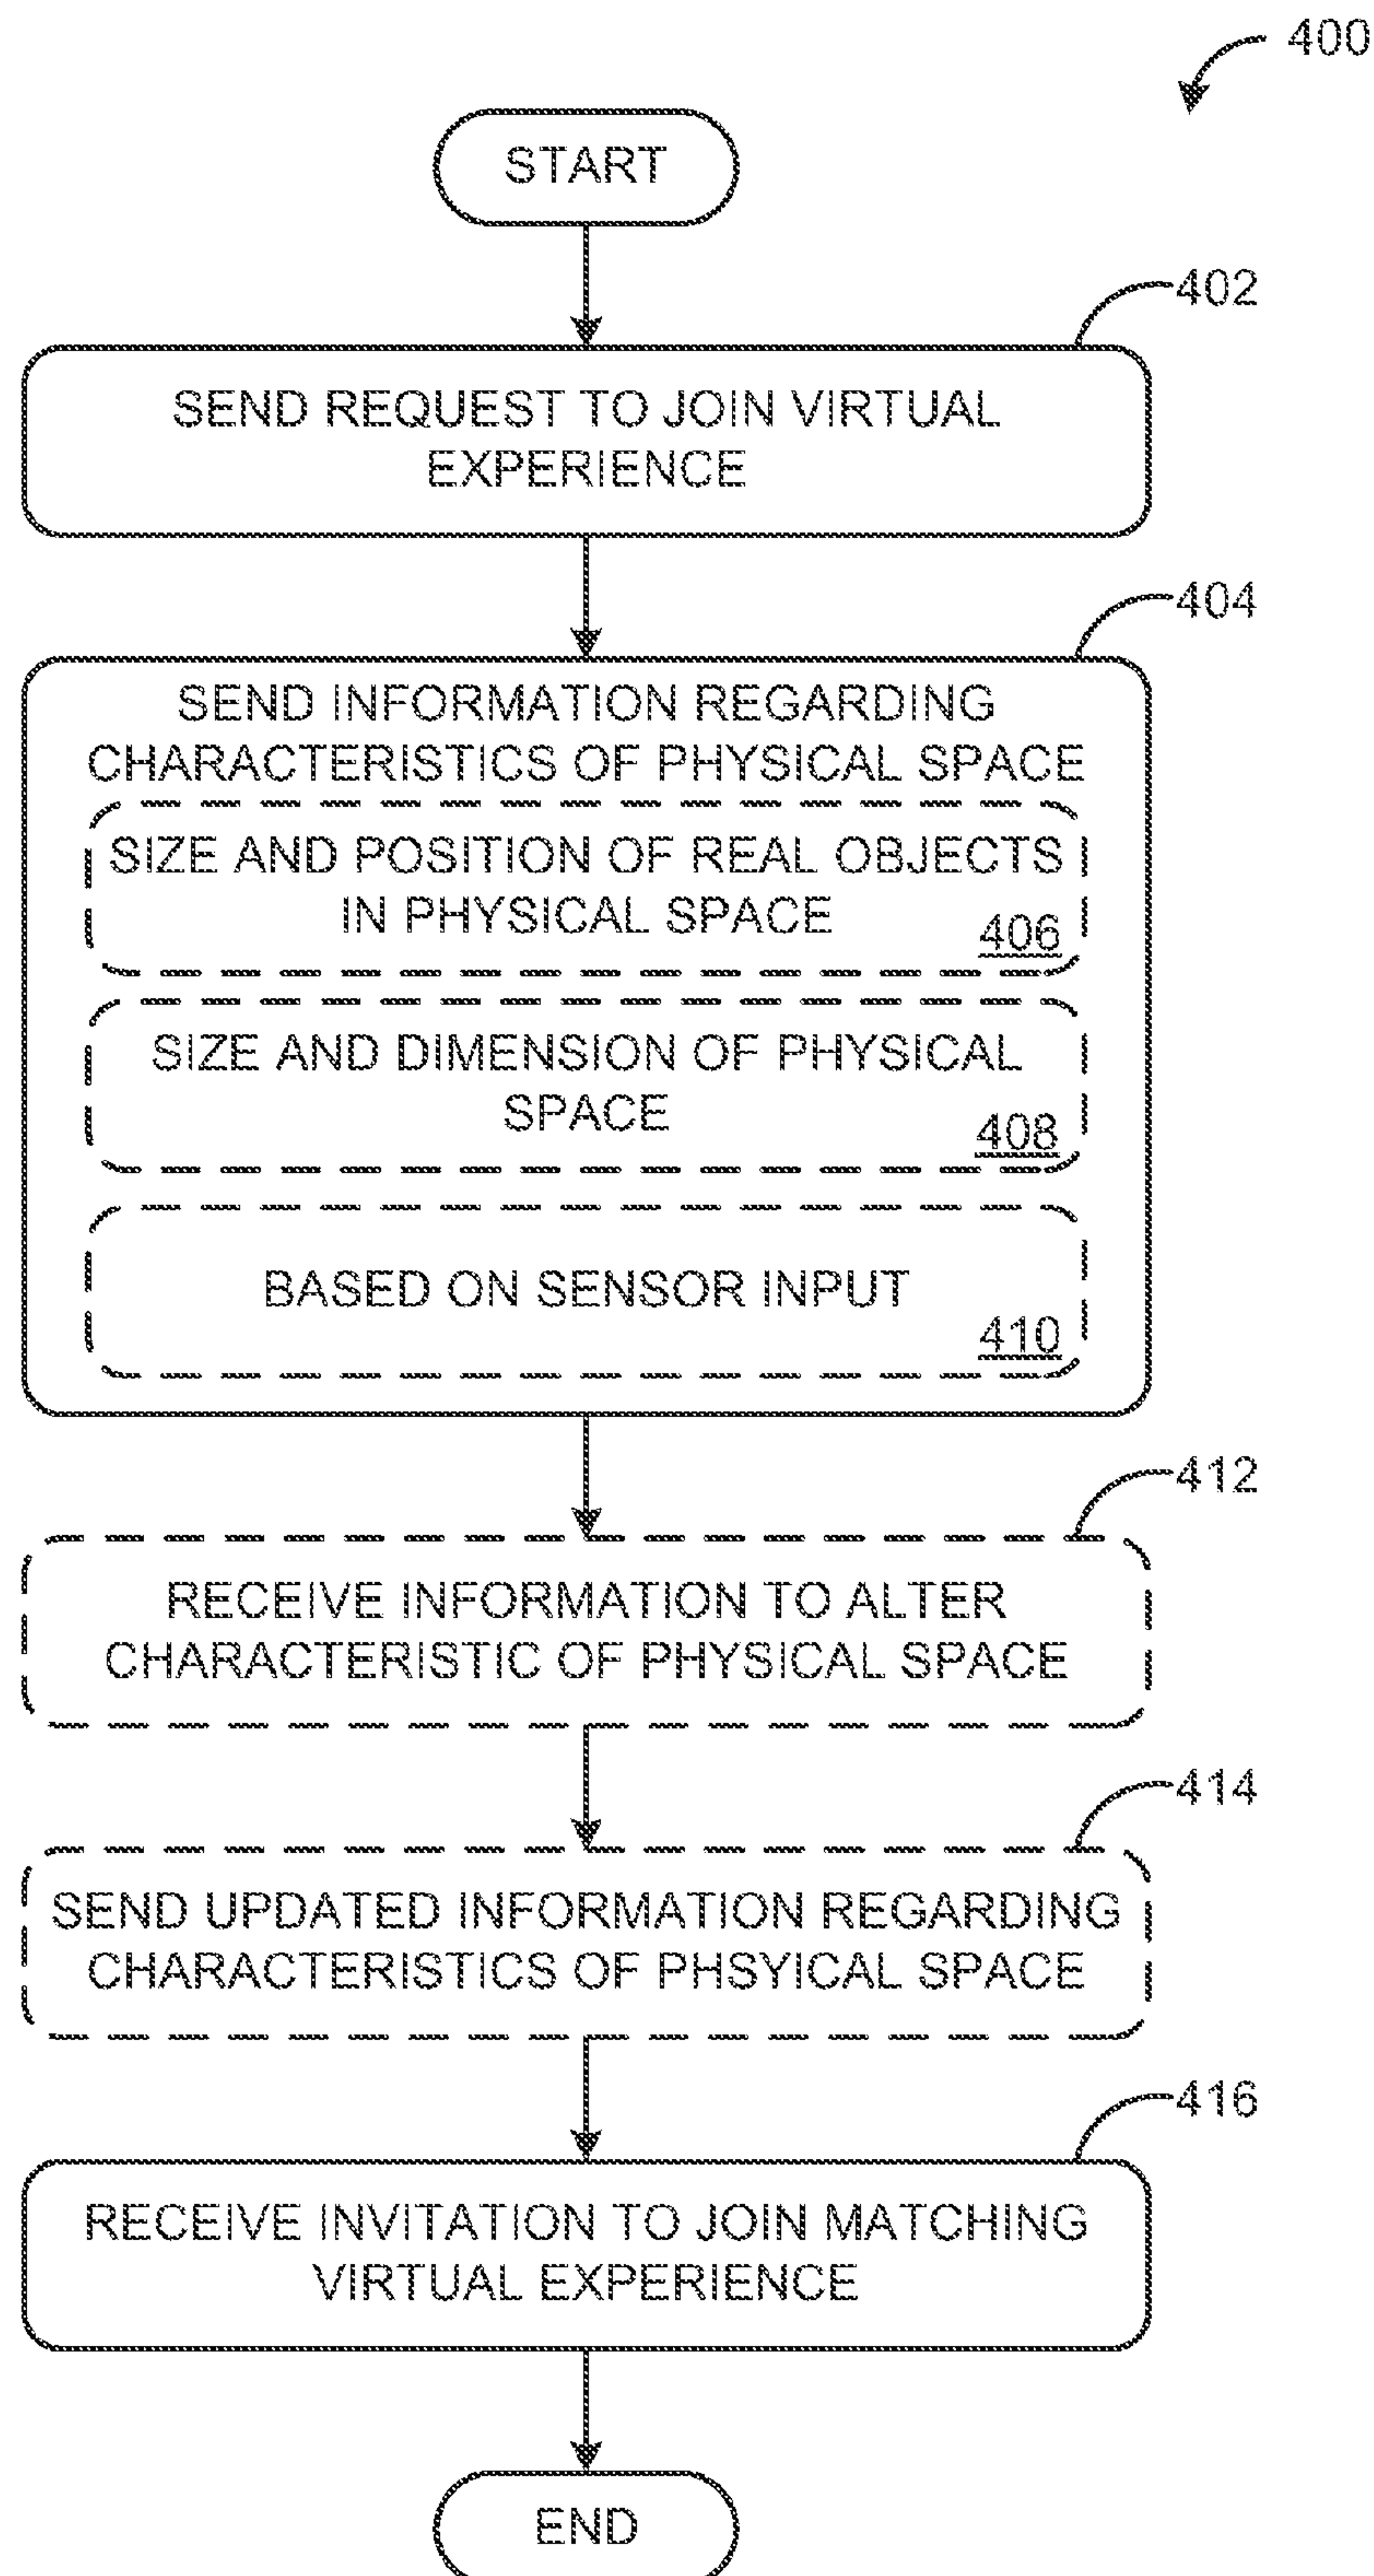 400
START
402
SEND REQUEST TO JOIN VIRTUAL
EXPERIENCE
404
SEND INFORMATION REGARDING
CHARACTERISTICS OF PHYSICAL SPACE
SIZE AND POSITION OF REAL OBJECTS
IN PHYSICAL SPACE
406
SIZE AND DIMENSION OF PHYSICAL
SPACE
408
BASED ON SENSOR INPUT
410
412
RECEIVE INFORMATION TO ALTER
CHARACTERISTIC OF PHYSICAL SPACE
414
SEND UPDATED INFORMATION REGARDING
CHARACTERISTICS OF PHSYICAL SPACE
416
RECEIVE INVITATION TO JOIN MATCHING
VIRTUAL EXPERIENCE
END